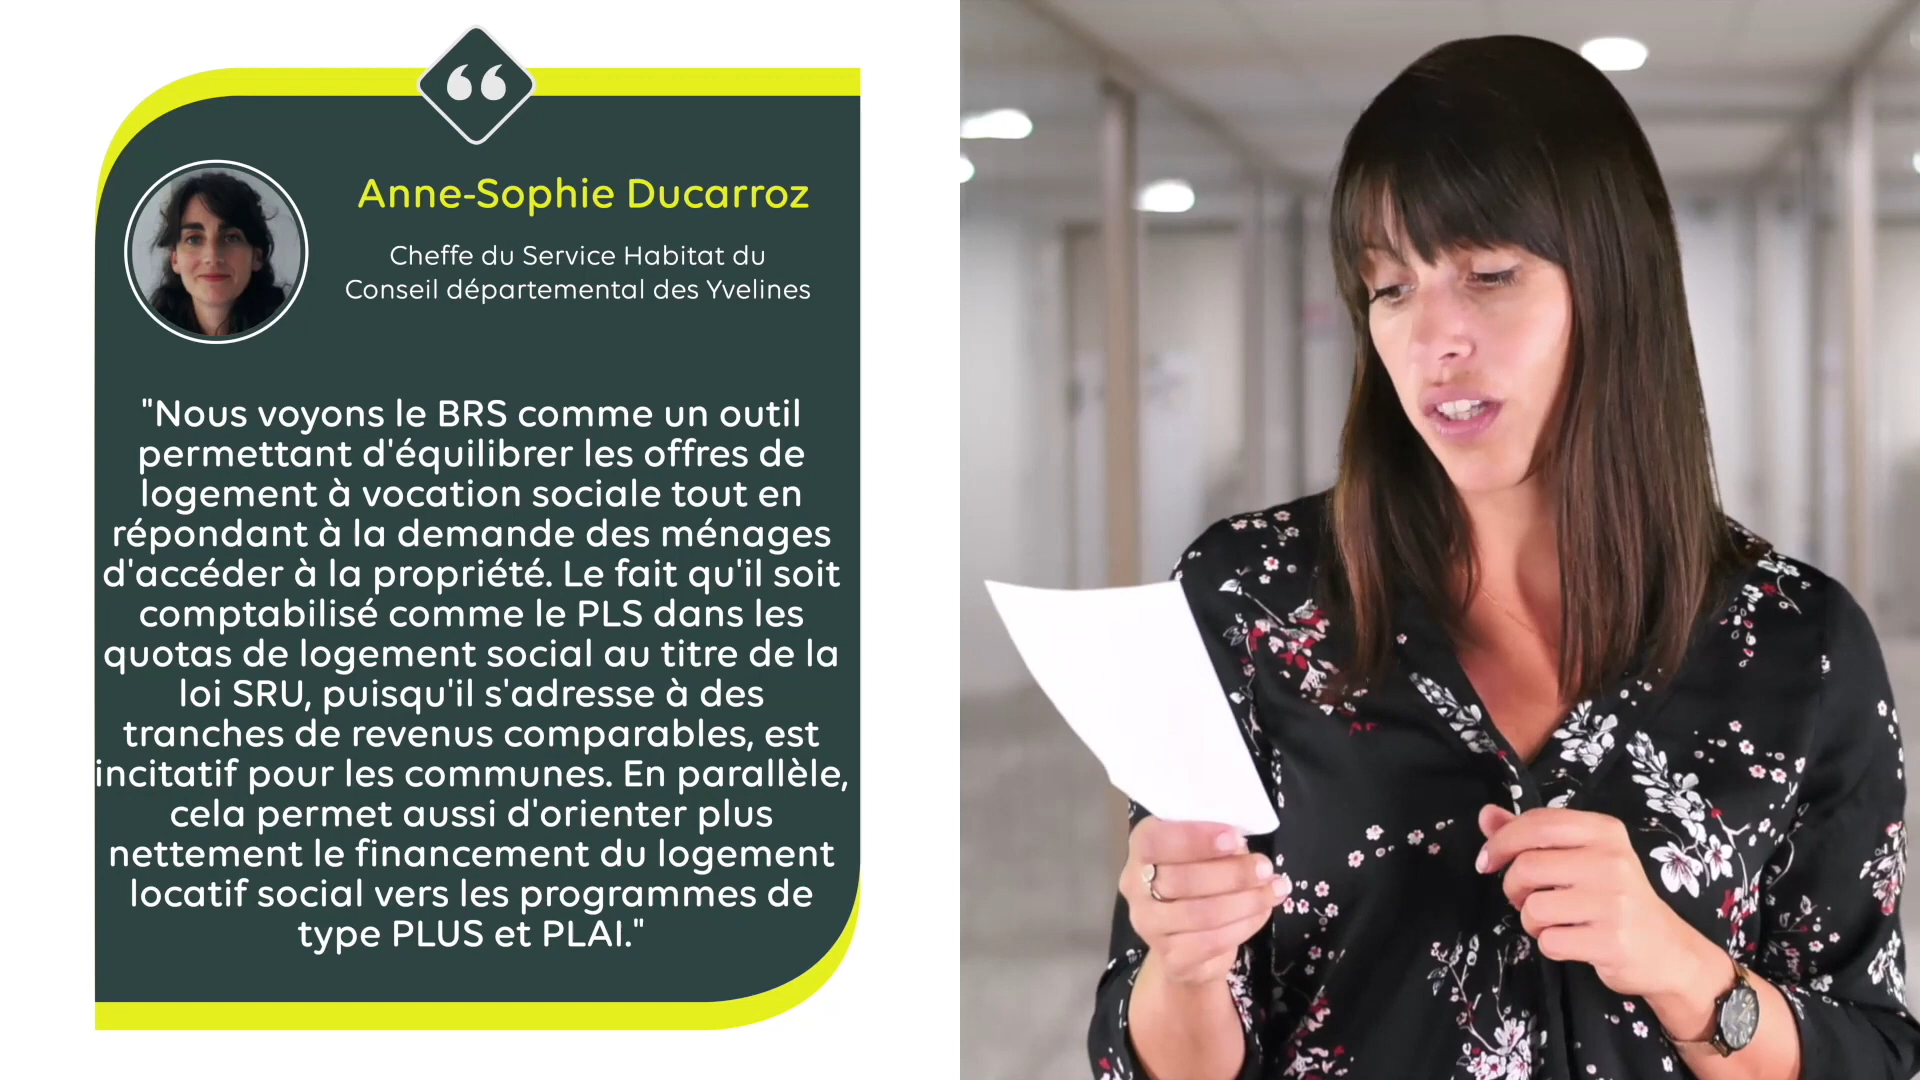 Anne-Sophie Ducarroz
Cheffe du Service Habitat du
Conseil départemental des Yvelines
"Nous voyons le BRS comme un outil
permettant d'équilibrer les offres de
logement à vocation sociale tout en
répondant à la demande des ménages
d'accéder à la propriété. Le fait qu'il soit
comptabilisé comme le PLS dans les
quotas de logement social au titre de la
loi SRU, puisqu'il s'adresse à des
tranches de revenus comparables, est
incitatif pour les communes. En parallèle,
cela permet aussi d'orienter plus
nettement le financement du logement
locatif social vers les programmes de
type PLUS et PLAI."